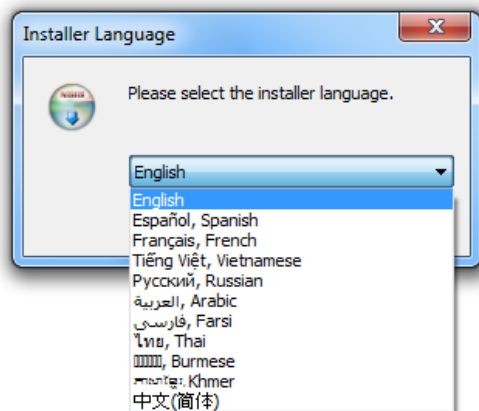 Installer Language
Please select the installer language.
English
English
Español, Spanish
Français, French
Tiếng Việt, Vietnamese
Русский, Russian
العربية, Arabic
فارسی, Farsi
ไทย, Thai
, Burmese
, Khmer
中文(简体)